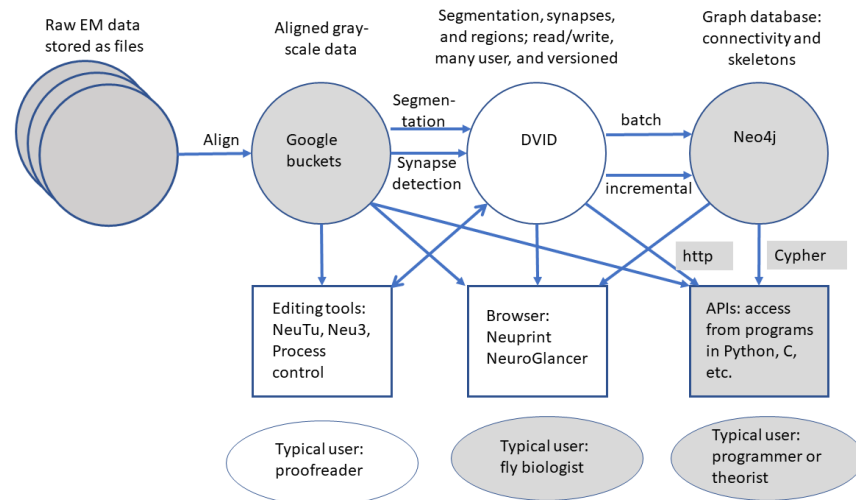 Raw EM data
stored as files
Aligned gray-
scale data
Segmentation, synapses,
and regions; read/write,
many user, and versioned
Graph database:
connectivity and
skeletons
Align
Google
buckets
Segmen-
tation
Synapse
detection
DVID
batch
incremental
Neo4j
http
Cypher
Editing tools:
NeuTu, Neu3,
Process
control
Browser:
Neuprint
NeuroGlancer
APIs: access
from programs
in Python, C,
etc.
Typical user:
proofreader
Typical user:
fly biologist
Typical user:
programmer or
theorist